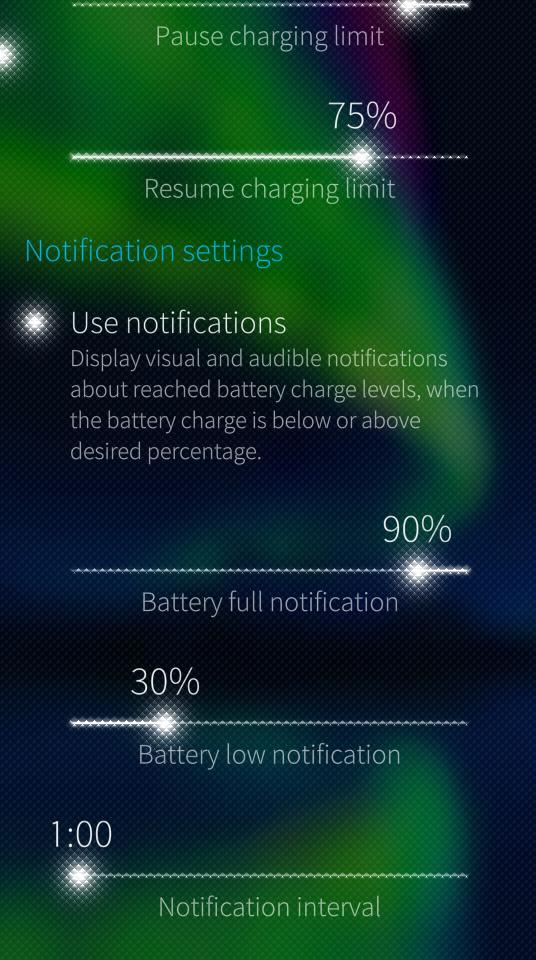 Pause charging limit
75%
Resume charging limit
Notification settings
Use notifications
Display visual and audible notifications
about reached battery charge levels, when
the battery charge is below or above
desired percentage.
90%
Battery full notification
30%
Battery low notification
1:00
Notification interval